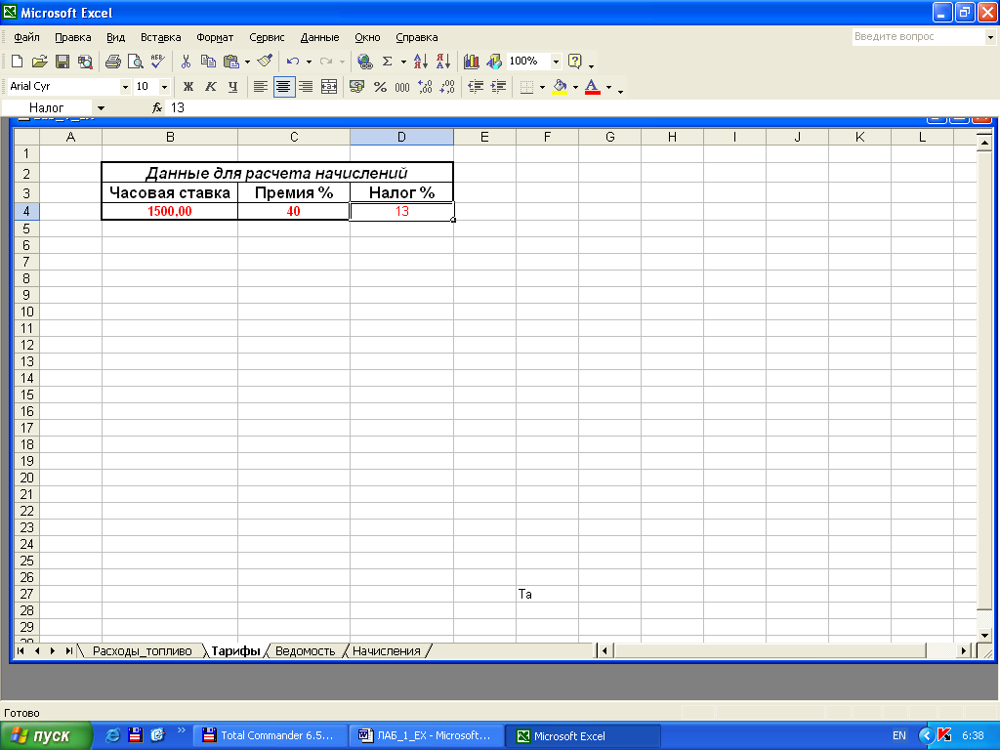 Microsoft Excel
Файл Правка Вид Вставка Формат Сервис Данные Окно Справка Введите вопрос
100%
Arial Cyr 10 Ж К Ч % 000
Налог fx 13
A B C D E F G H I J K L
1
2 Данные для расчета начислений
3 Часовая ставка Премия % Налог %
4 1500,00 40 13
5
6
7
8
9
10
11
12
13
14
15
16
17
18
19
20
21
22
23
24
25
26
27 Та
28
29
Расходы_топливо Тарифы Ведомость Начисления
Готово
пуск Total Commander 6.5... ЛАБ_1_EX - Microsoft... Microsoft Excel EN 6:38